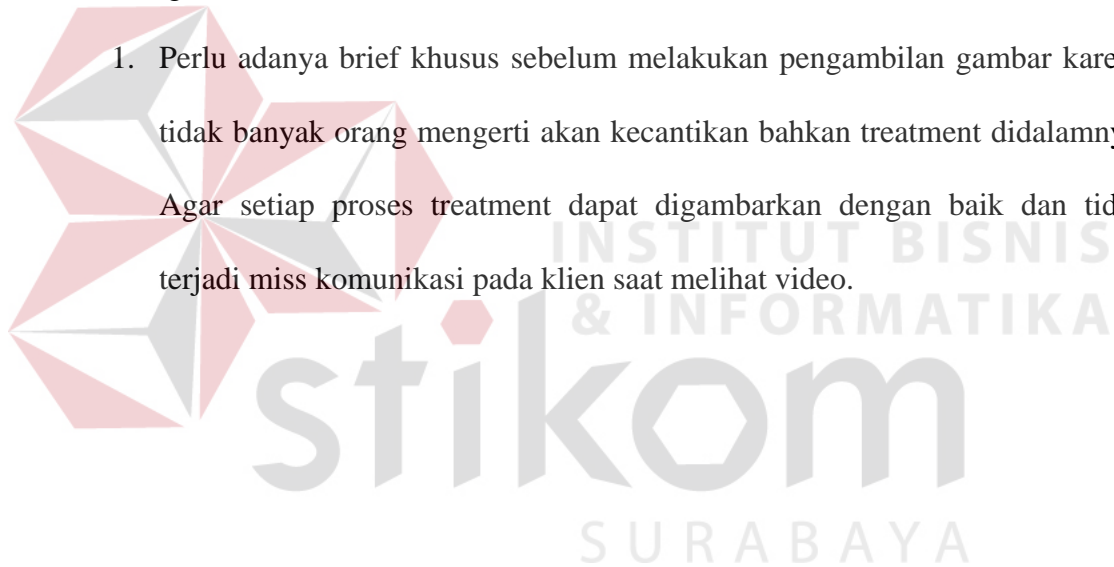 1. Perlu adanya brief khusus sebelum melakukan pengambilan gambar kare
tidak banyak orang mengerti akan kecantikan bahkan treatment didalamny
Agar setiap proses treatment dapat digambarkan dengan baik dan tid
terjadi miss komunikasi pada klien saat melihat video.
INSTITUT BISNIS
& INFORMATIKA
stikom
SURABAYA